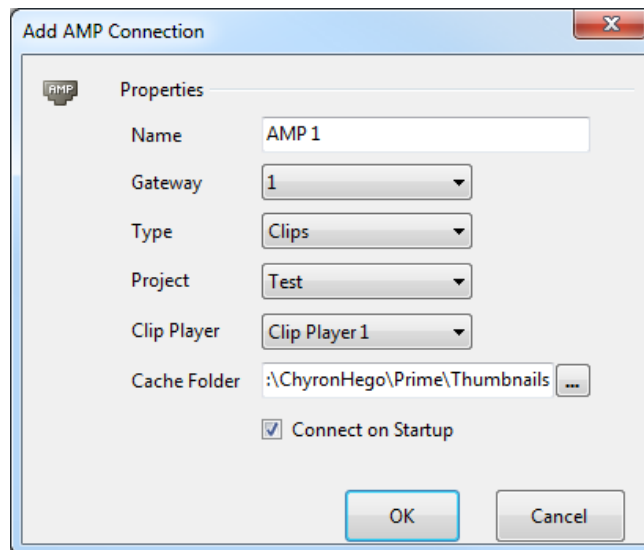 Add AMP Connection
AMP
Properties
Name
AMP 1
Gateway
1
Type
Clips
Project
Test
Clip Player
Clip Player 1
Cache Folder
:\ChyronHego\Prime\Thumbnails
...
Connect on Startup
OK
Cancel